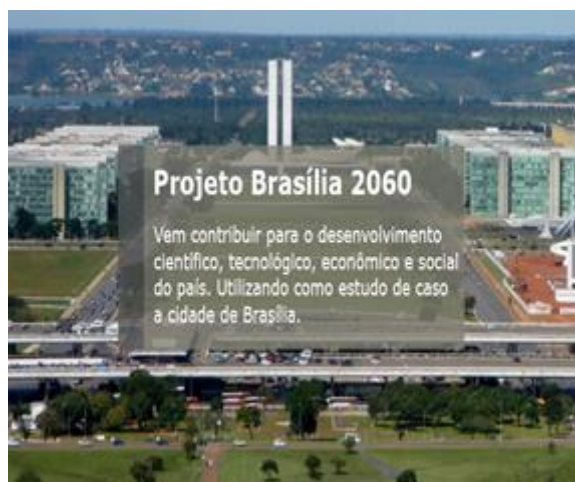 Projeto Brasília 2060
Vem contribuir para o desenvolvimento
científico, tecnológico, econômico e social
do país. Utilizando como estudo de caso
a cidade de Brasília.